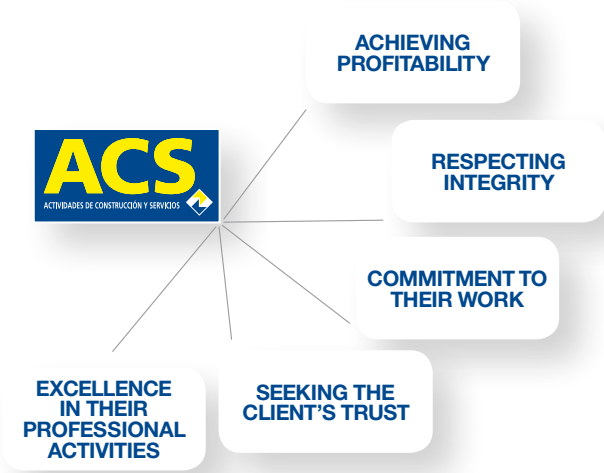 ACHIEVING
PROFITABILITY
ACS
ACTIVIDADES DE CONSTRUCCIÓN Y SERVICIOS
RESPECTING
INTEGRITY
COMMITMENT TO
THEIR WORK
SEEKING THE
CLIENT'S TRUST
EXCELLENCE
IN THEIR
PROFESSIONAL
ACTIVITIES